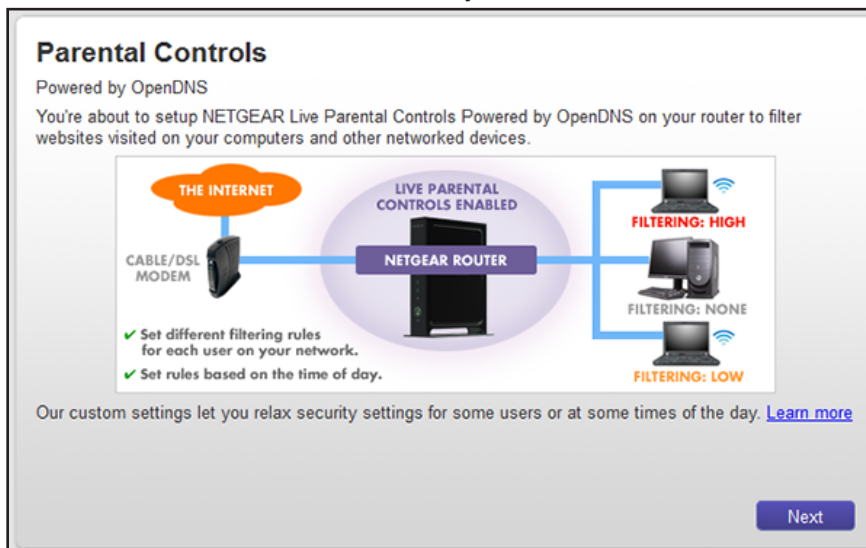 Parental Controls
Powered by OpenDNS
You're about to setup NETGEAR Live Parental Controls Powered by OpenDNS on your router to filter
websites visited on your computers and other networked devices.
THE INTERNET
LIVE PARENTAL
CONTROLS ENABLED
FILTERING: HIGH
CABLE/DSL
MODEM
NETGEAR ROUTER
FILTERING: NONE
✔ Set different filtering rules
for each user on your network.
✔ Set rules based on the time of day.
FILTERING: LOW
Our custom settings let you relax security settings for some users or at some times of the day. Learn more
Next